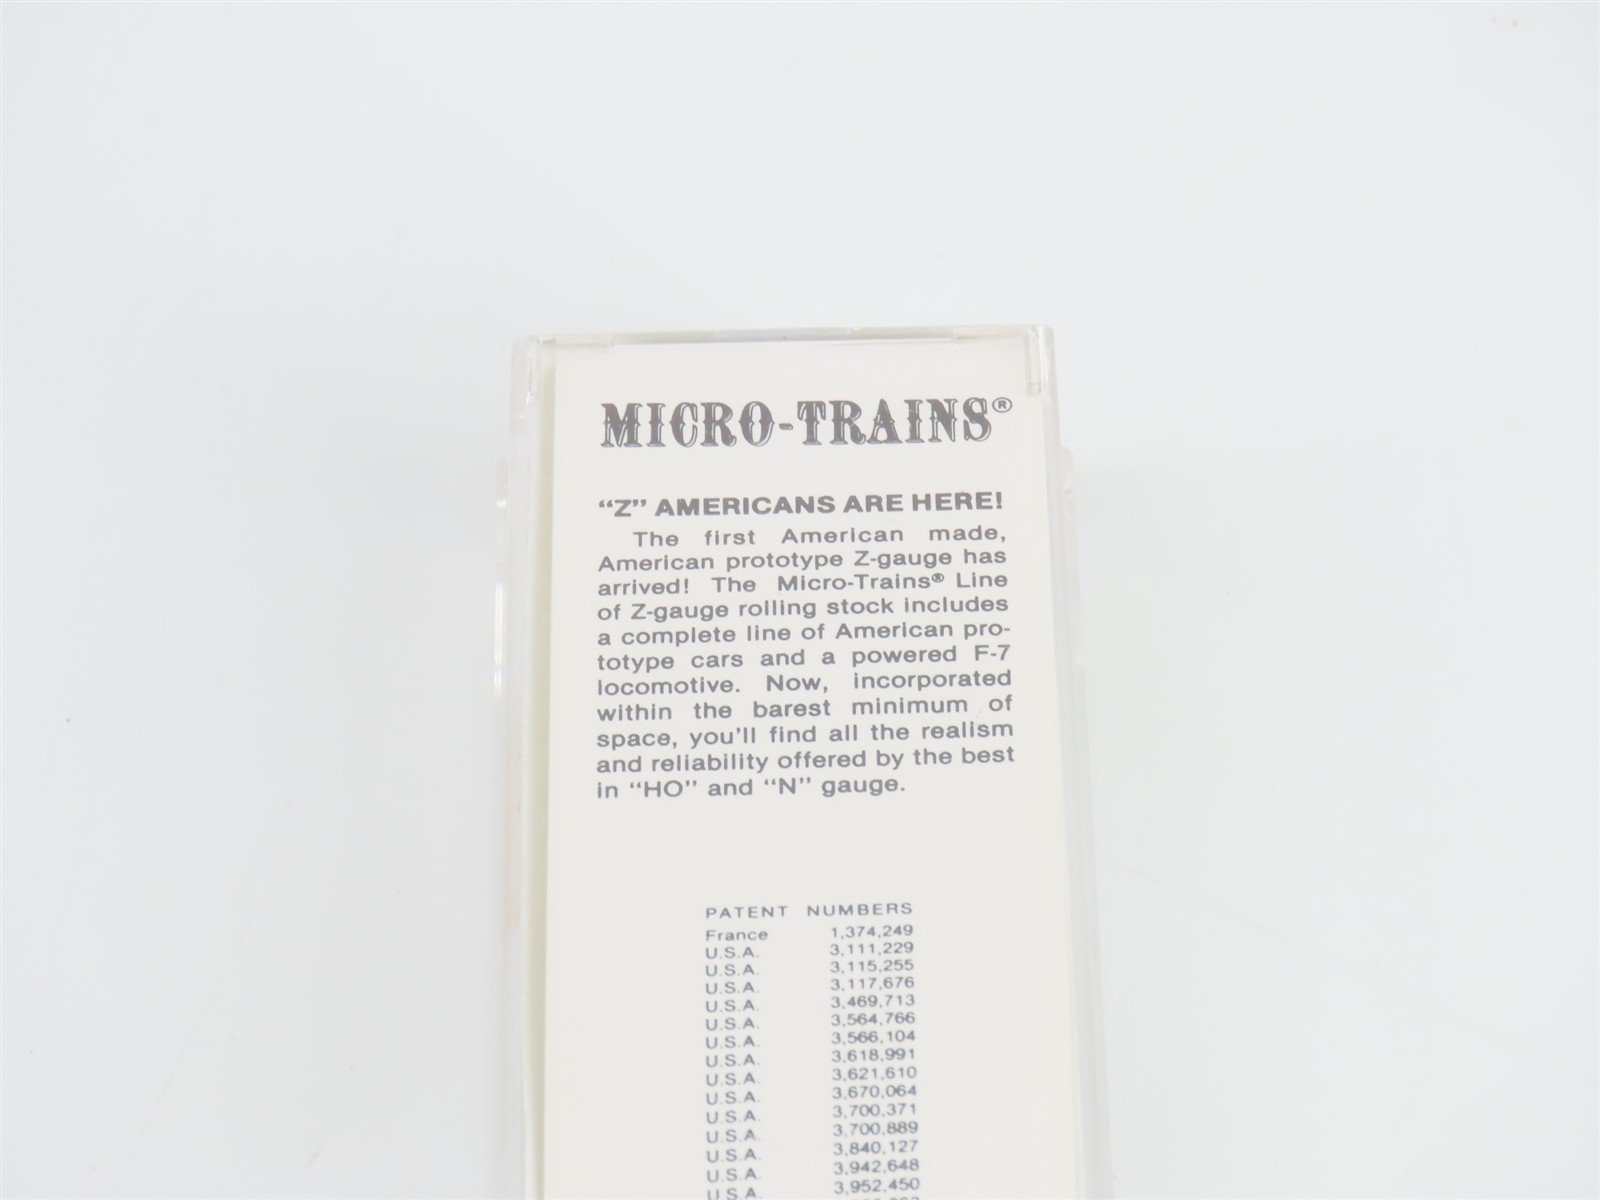 MICRO-TRAINS®
“Z” AMERICANS ARE HERE!
The first American made,
American prototype Z-gauge has
arrived! The Micro-Trains® Line
of Z-gauge rolling stock includes
a complete line of American pro-
totype cars and a powered F-7
locomotive. Now, incorporated
within the barest minimum of
space, you'll find all the realism
and reliability offered by the best
in “HO” and “N” gauge.
PATENT NUMBERS
France 1,374,249
U.S.A. 3,111,229
U.S.A. 3,115,255
U.S.A. 3,117,676
U.S.A. 3,469,713
U.S.A. 3,564,766
U.S.A. 3,566,104
U.S.A. 3,618,991
U.S.A. 3,621,610
U.S.A. 3,670,064
U.S.A. 3,700,371
U.S.A. 3,700,889
U.S.A. 3,840,127
U.S.A. 3,942,648
U.S.A. 3,952,450